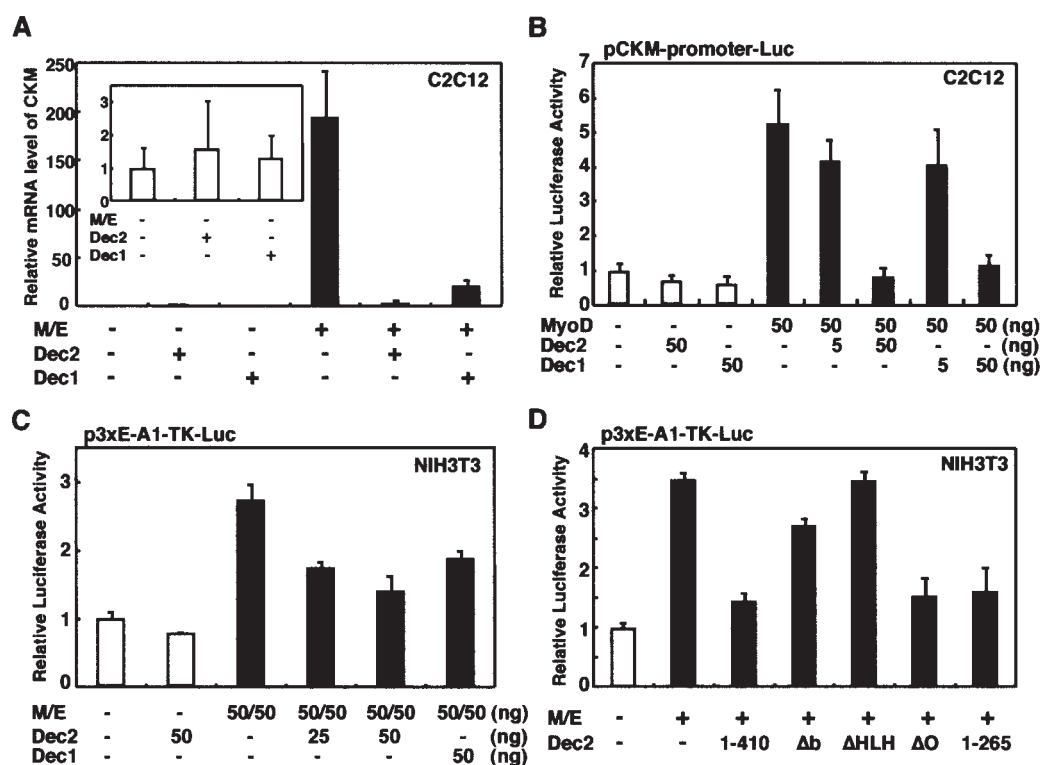 A
Relative mRNA level of CKM
250
200
150
100
50
0
C2C12
3
2
1
0
M/E - - -
Dec2 - + -
Dec1 - - +
M/E - - - + + +
Dec2 - + - - + -
Dec1 - - + - - +
B
pCKM-promoter-Luc
Relative Luciferase Activity
7
6
5
4
3
2
1
0
C2C12
MyoD - - - 50 50 50 50 50 (ng)
Dec2 - 50 - - 5 50 - - (ng)
Dec1 - - 50 - - - 5 50 (ng)
C
p3xE-A1-TK-Luc
Relative Luciferase Activity
3
2
1
0
NIH3T3
M/E - - 50/50 50/50 50/50 50/50 (ng)
Dec2 - 50 - 25 50 - (ng)
Dec1 - - - - - 50 (ng)
D
p3xE-A1-TK-Luc
Relative Luciferase Activity
4
3
2
1
0
NIH3T3
M/E - + + + + + +
Dec2 - - 1-410 Δb ΔHLH ΔO 1-265